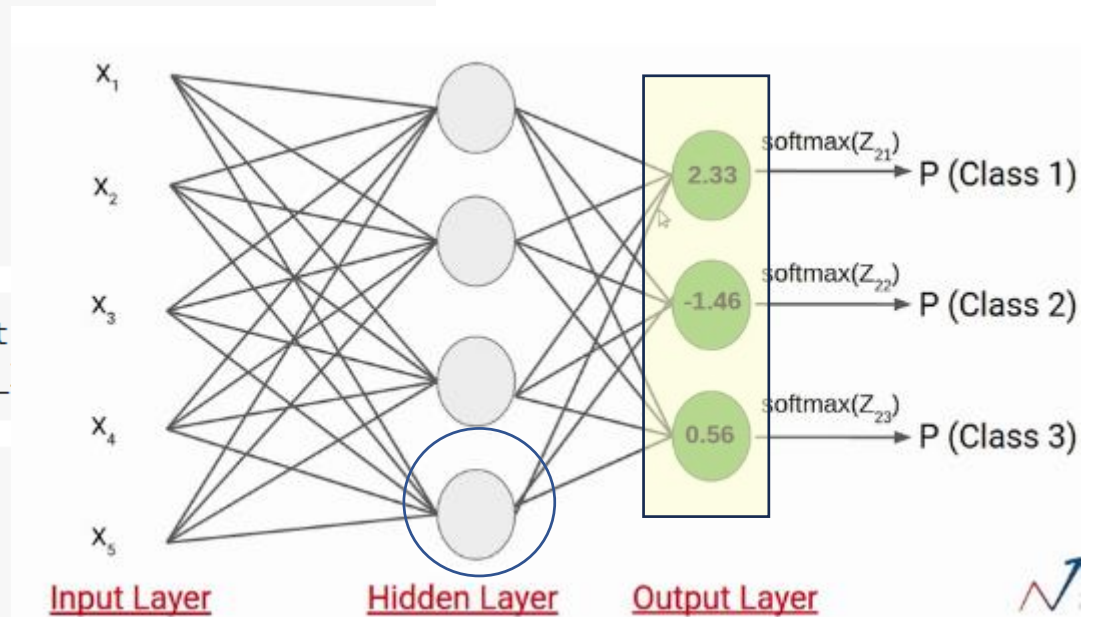 X1
X2
X3
X4
X5
2.33
-1.46
0.56
softmax(Z21)
P (Class 1)
softmax(Z22)
P (Class 2)
softmax(Z23)
P (Class 3)
t
Input Layer
Hidden Layer
Output Layer